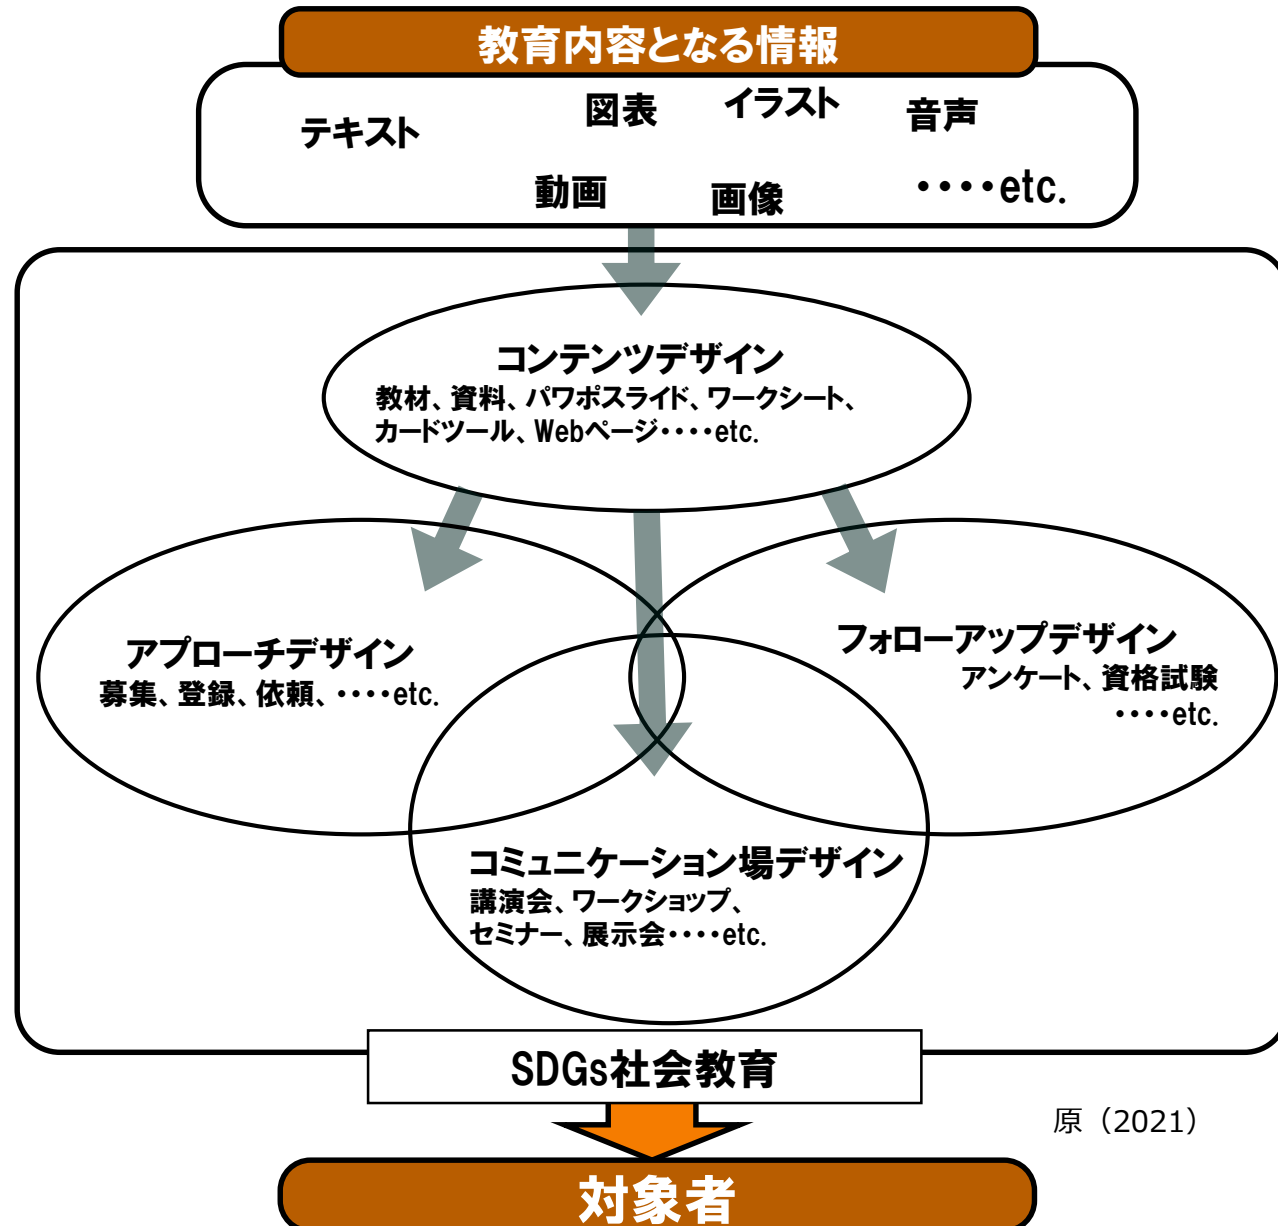 教育内容となる情報
テキスト
図表
イラスト
音声
動画
画像
・・・・etc.
コンテンツデザイン
教材、資料、パワポスライド、ワークシート、
カードツール、Webページ・・・・etc.
アプローチデザイン
募集、登録、依頼、・・・・etc.
フォローアップデザイン
アンケート、資格試験
・・・・etc.
コミュニケーション場デザイン
講演会、ワークショップ、
セミナー、展示会・・・・etc.
SDGs社会教育
原（2021）
対象者